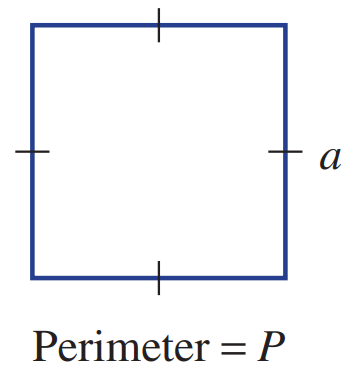 a
Perimeter = P